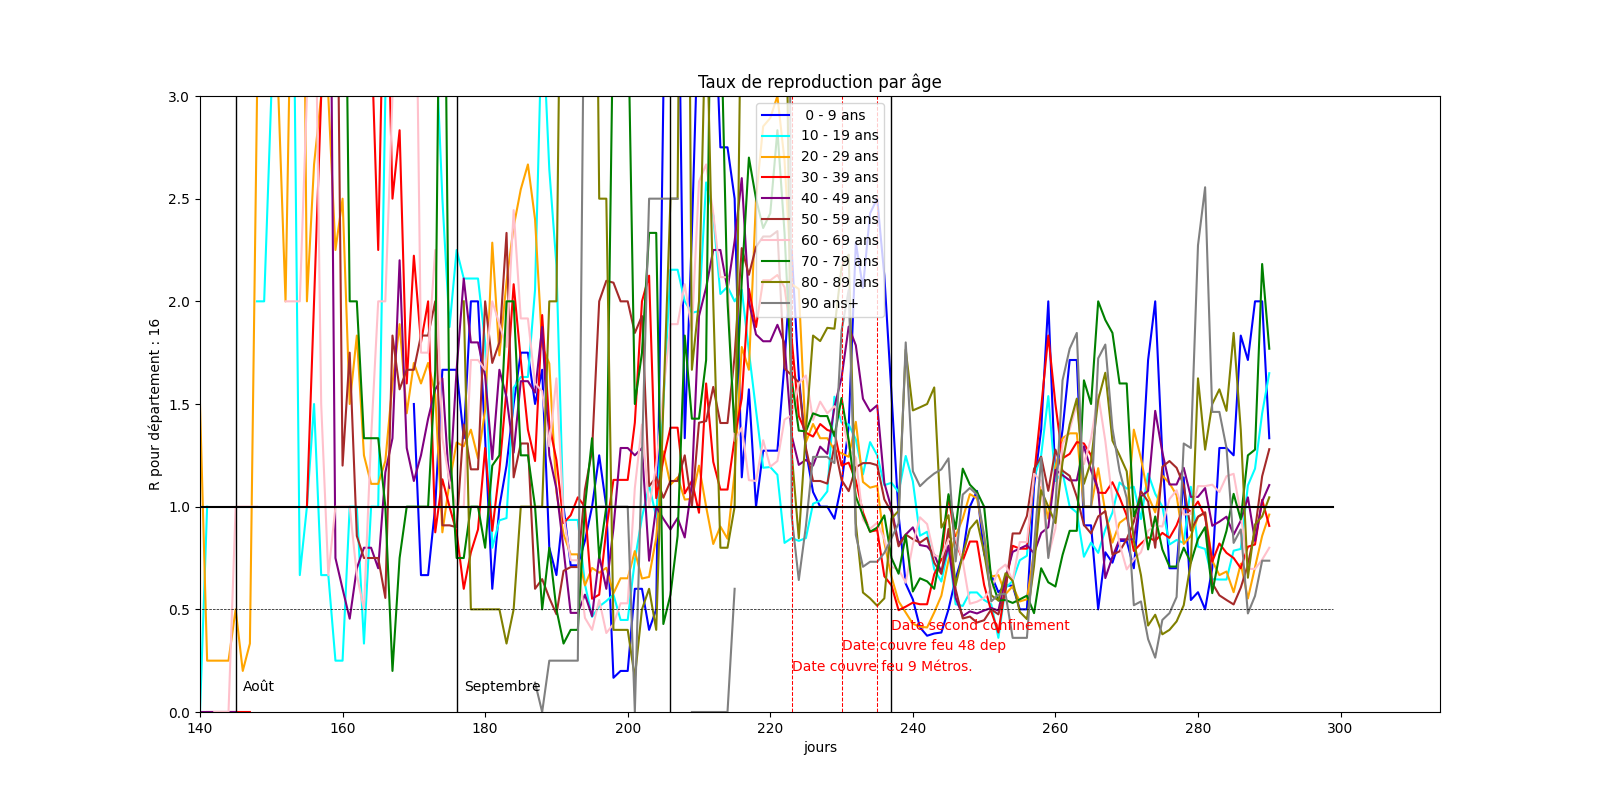 Taux de reproduction par âge
R pour département : 16
3.0
2.5
2.0
1.5
1.0
0.5
0.0
0 - 9 ans
10 - 19 ans
20 - 29 ans
30 - 39 ans
40 - 49 ans
50 - 59 ans
60 - 69 ans
70 - 79 ans
80 - 89 ans
90 ans+
Date second confinement
Date couvre feu 48 dep
Date couvre feu 9 Métros.
Août
Septembre
140
160
180
200
220
240
260
280
300
jours